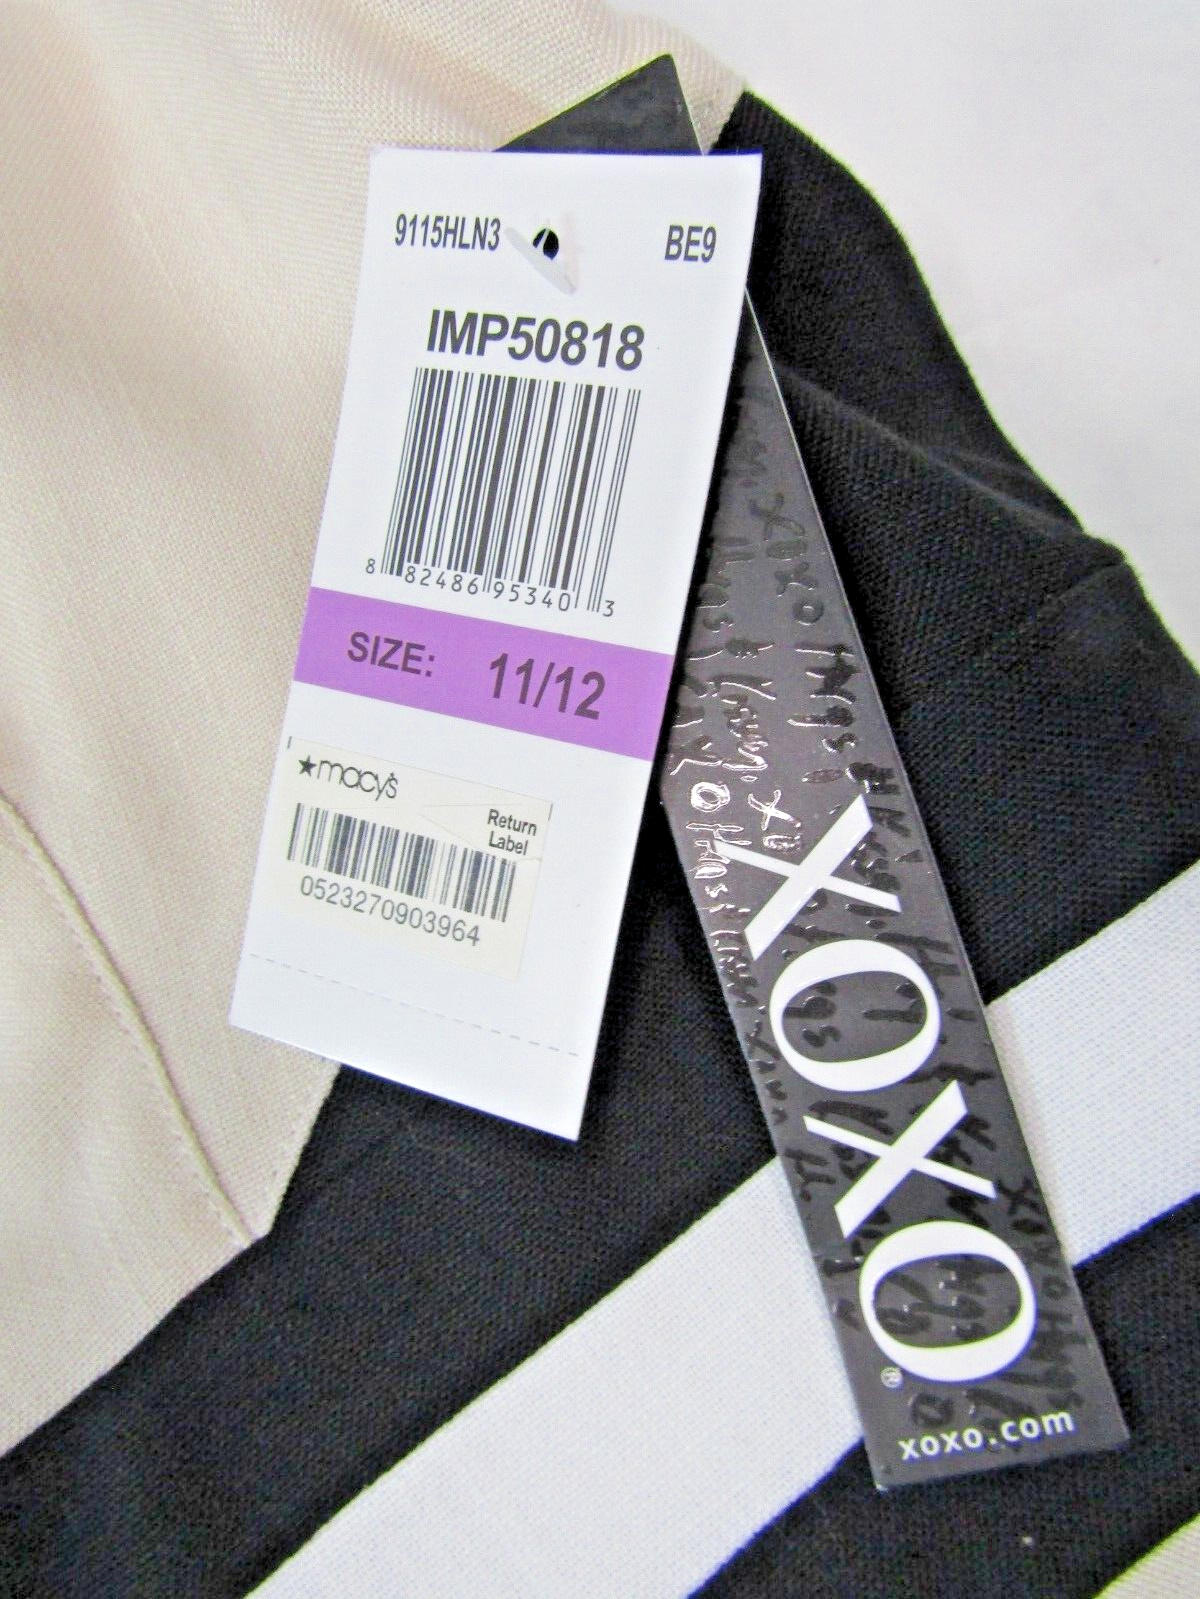 9115HLN3
BE9
IMP50818
8 82486 95340 3
SIZE: 11/12
★macy's
Return
Label
0523270903964
XOXO®
xoxo.com